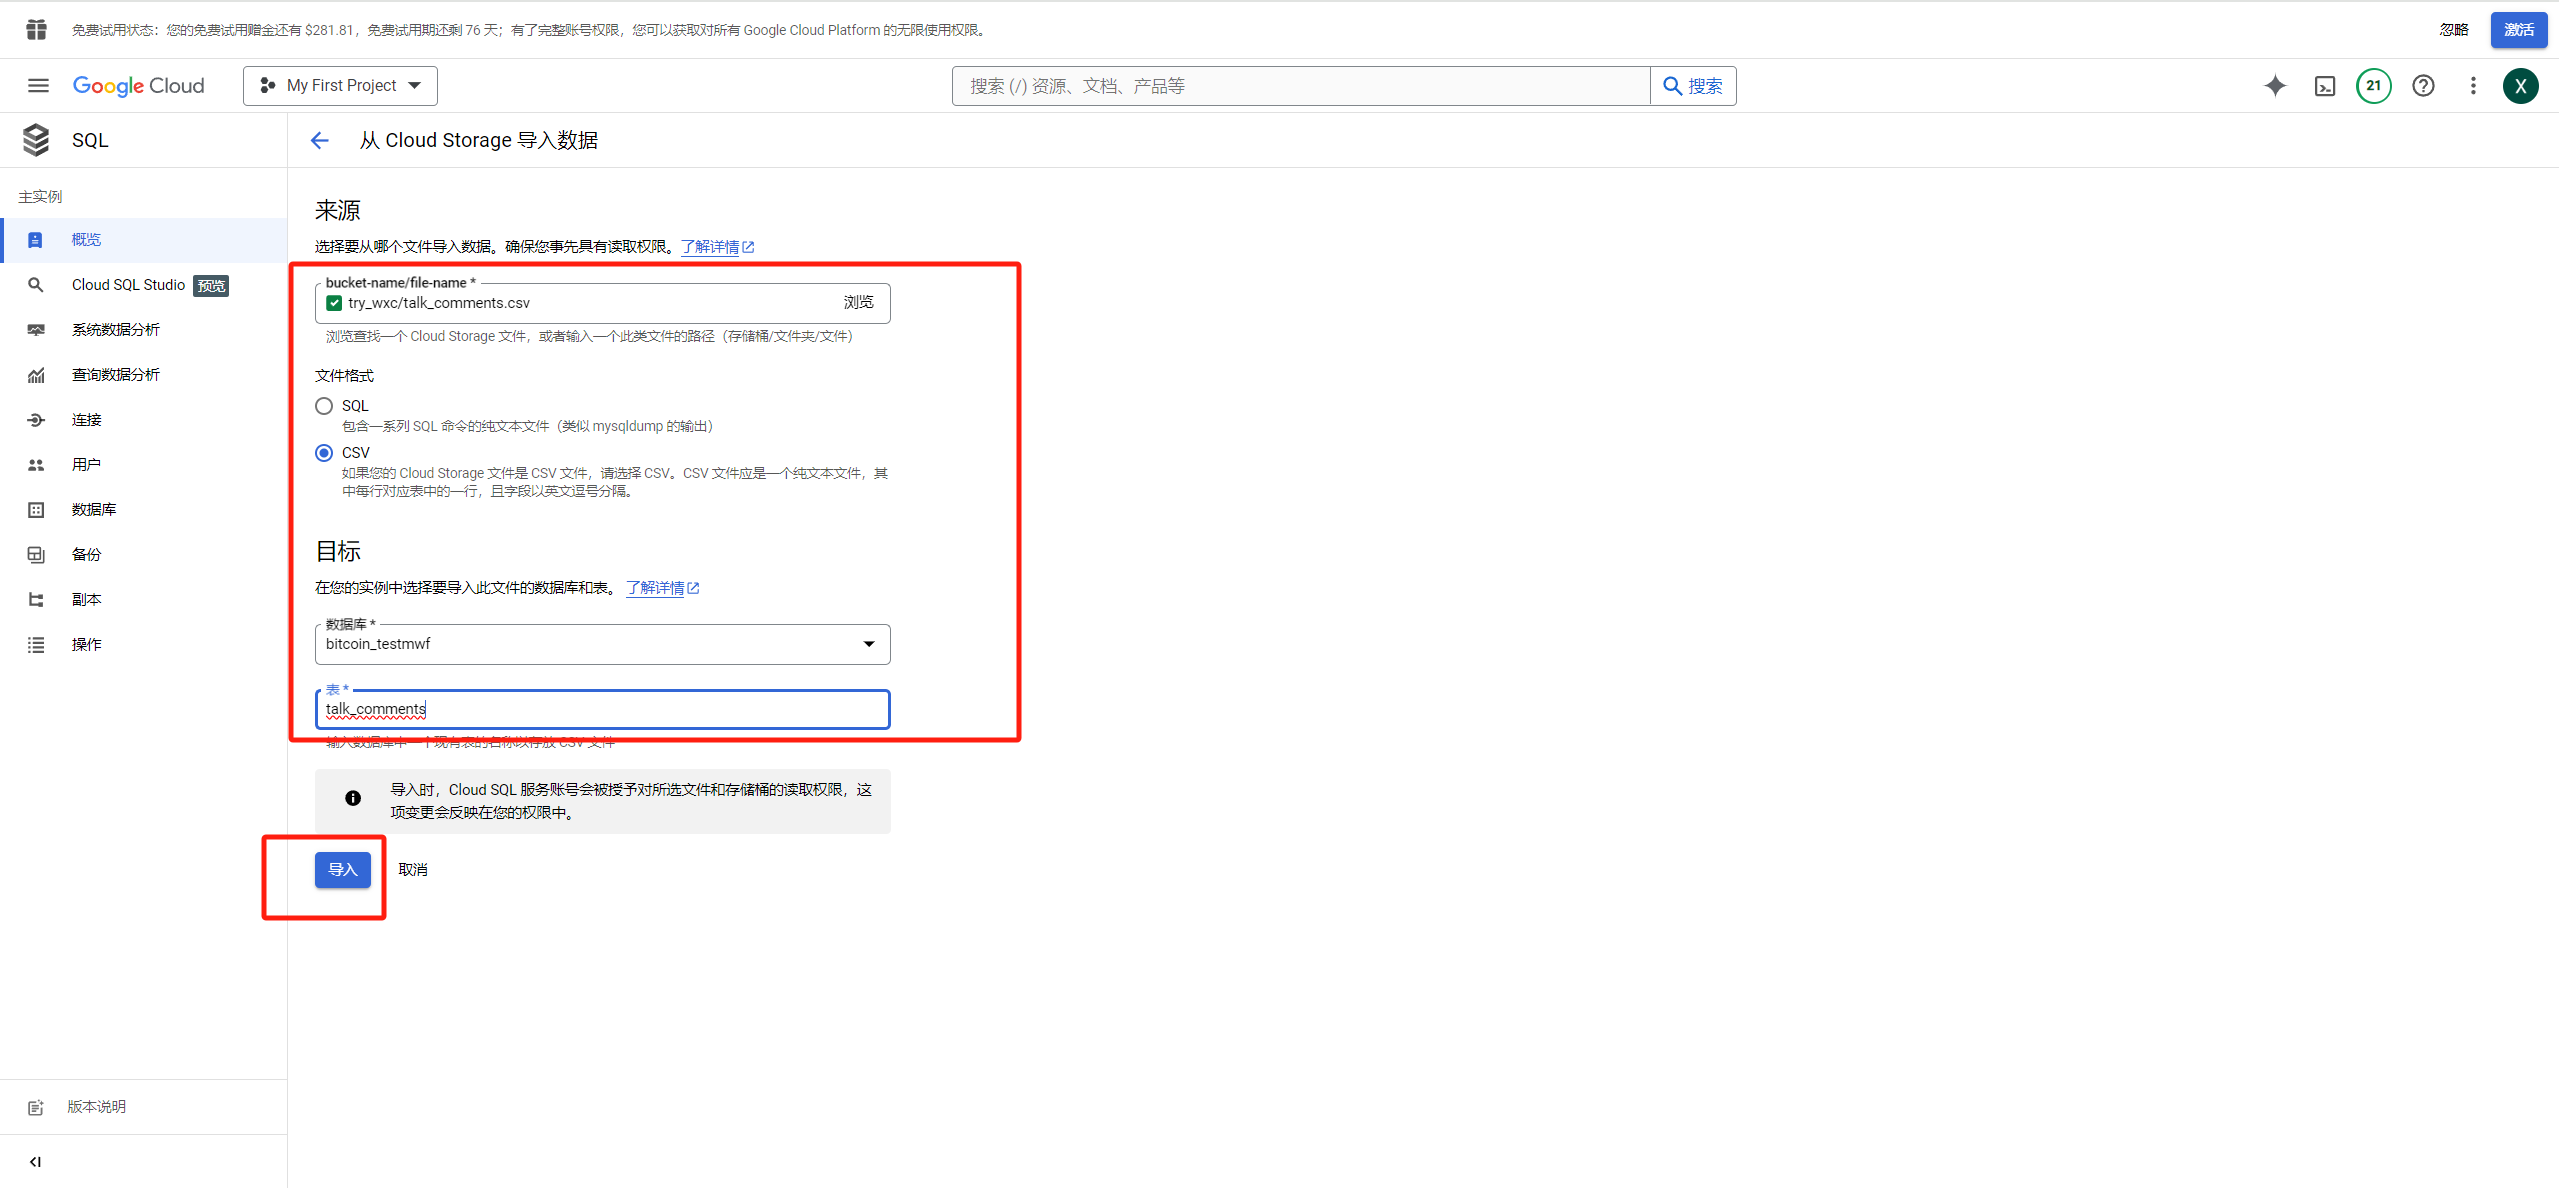 免费试用状态：您的免费试用赠金还有 $281.81，免费试用期还剩 76 天；有了完整账号权限，您可以获取对所有 Google Cloud Platform 的无限使用权限。
忽略
激活
Google Cloud
My First Project
搜索 (/) 资源、文档、产品等
搜索
21
X
SQL
从 Cloud Storage 导入数据
主实例
概览
Cloud SQL Studio 预览
系统数据分析
查询数据分析
连接
用户
数据库
备份
副本
操作
版本说明
来源
选择要从哪个文件导入数据。确保您事先具有读取权限。了解详情
bucket-name/file-name *
try_wxc/talk_comments.csv
浏览
浏览查找一个 Cloud Storage 文件，或者输入一个此类文件的路径（存储桶/文件夹/文件）
文件格式
SQL
包含一系列 SQL 命令的纯文本文件（类似 mysqldump 的输出）
CSV
如果您的 Cloud Storage 文件是 CSV 文件，请选择 CSV。CSV 文件应是一个纯文本文件，其
中每行对应表中的一行，且字段以英文逗号分隔。
目标
在您的实例中选择要导入此文件的数据库和表。了解详情
数据库 *
bitcoin_testmwf
表 *
talk_comments
输入数据库中一个现有表的名称以存放 CSV 文件
导入时，Cloud SQL 服务账号会被授予对所选文件和存储桶的读取权限，这
项变更会反映在您的权限中。
导入
取消